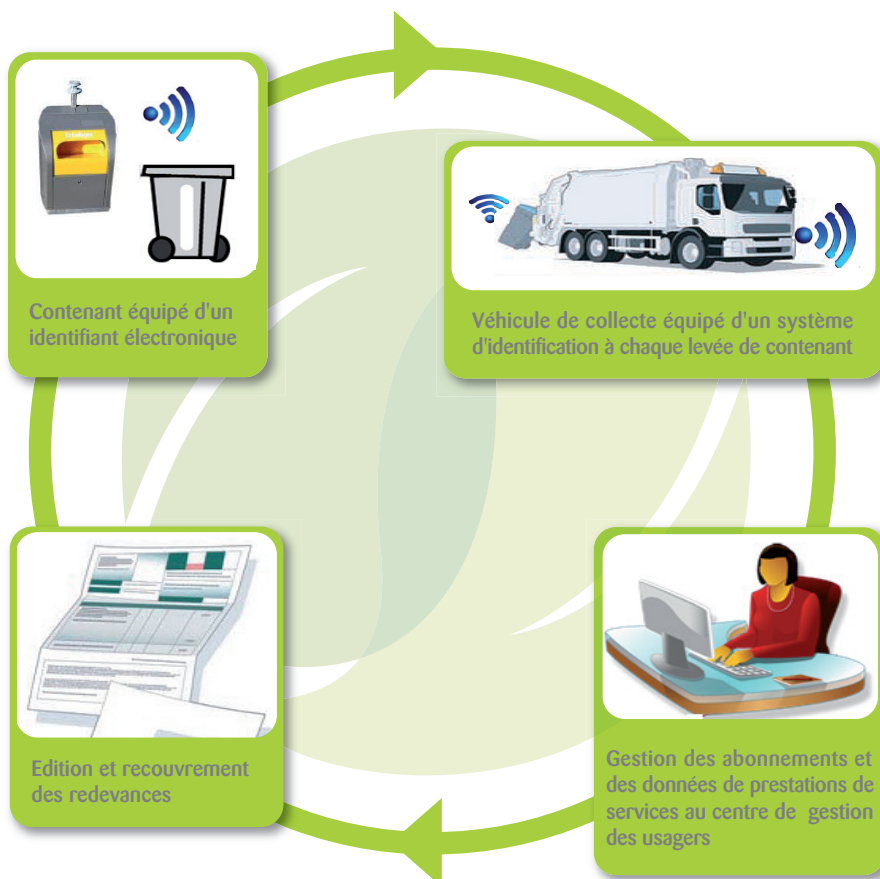 Contenant équipé d'un
identifiant électronique
Véhicule de collecte équipé d'un système
d'identification à chaque levée de contenant
Gestion des abonnements et
des données de prestations de
services au centre de gestion
des usagers
Edition et recouvrement
des redevances